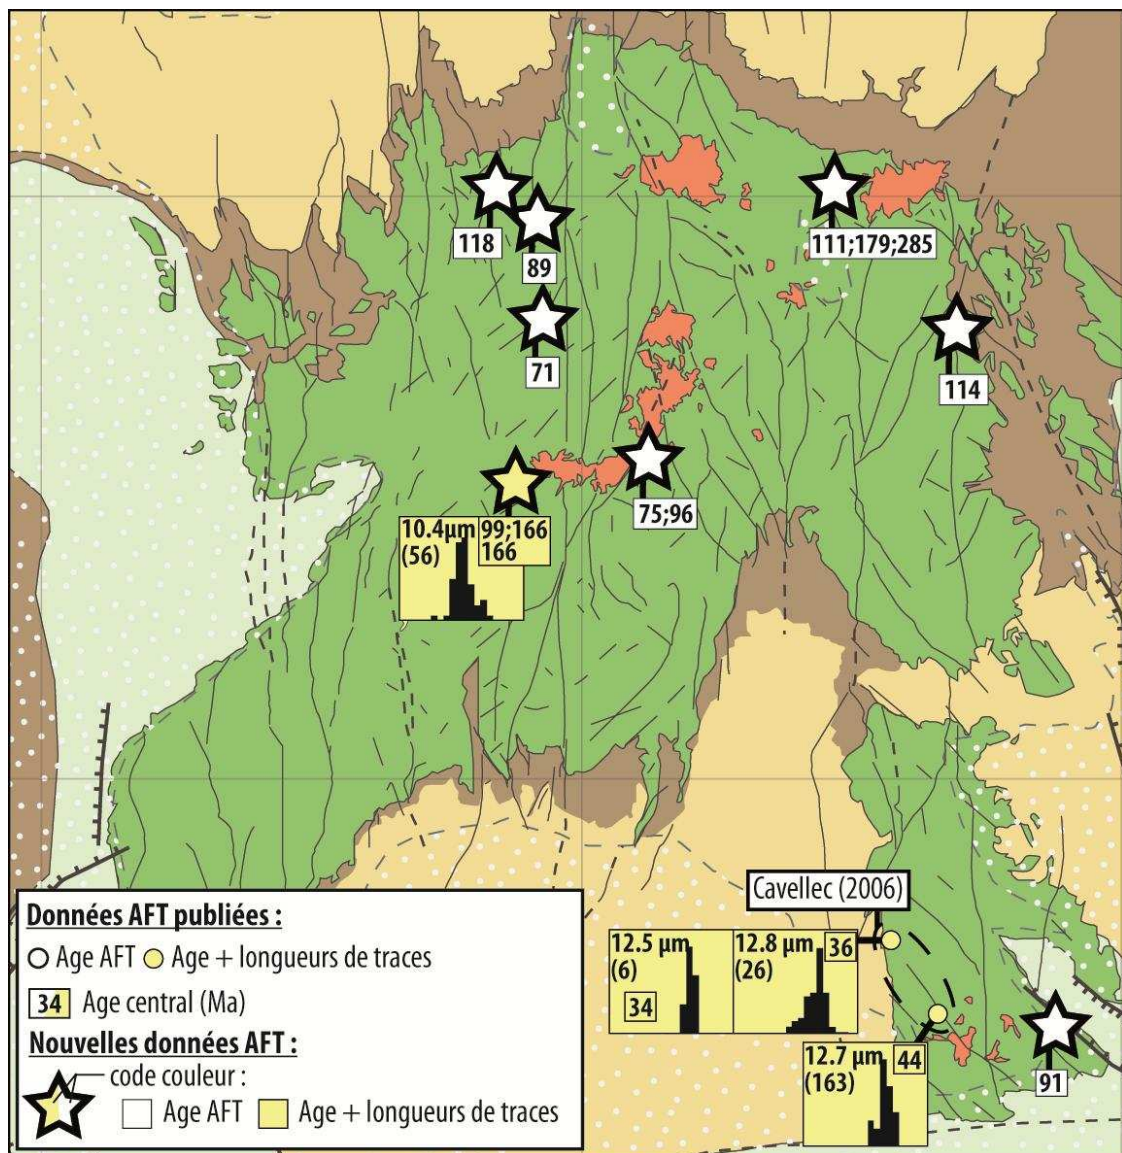 118
89
111;179;285
71
114
75;96
10.4µm 99;166
(56) 166
Cavellec (2006)
12.5 µm
(6)
34
12.8 µm 36
(26)
12.7 µm 44
(163)
91
Données AFT publiées :
Age AFT Age + longueurs de traces
34 Age central (Ma)
Nouvelles données AFT :
code couleur :
Age AFT Age + longueurs de traces